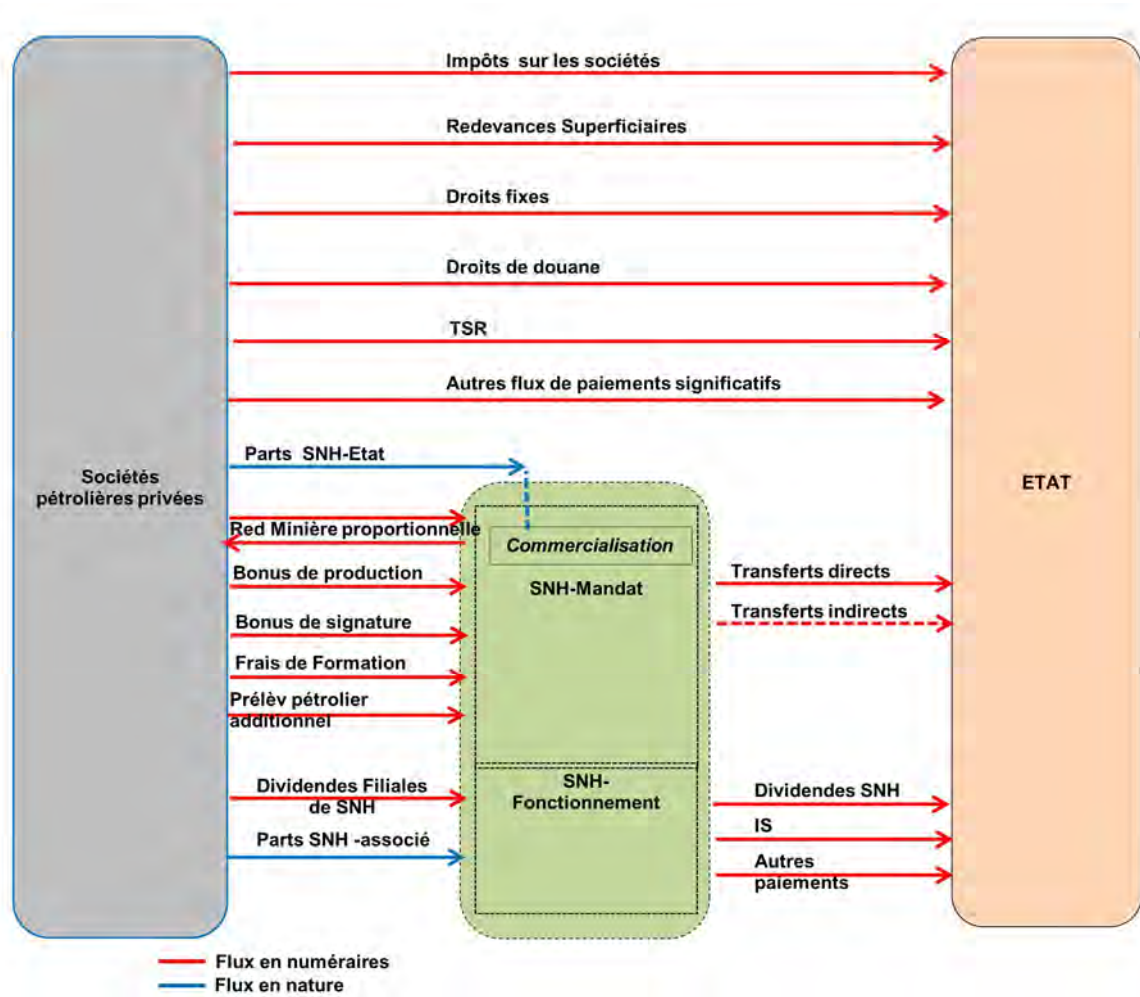 Impôts sur les sociétés
Redevances Superficiaires
Droits fixes
Droits de douane
TSR
Autres flux de paiements significatifs
Sociétés
pétrolières privées
ETAT
Parts SNH-Etat
Red Minière proportionnelle
Bonus de production
Bonus de signature
Frais de Formation
Prélèv pétrolier
additionnel
Dividendes Filiales
de SNH
Parts SNH -associé
Commercialisation
SNH-Mandat
SNH-
Fonctionnement
Transferts directs
Transferts indirects
Dividendes SNH
IS
Autres
paiements
Flux en numéraires
Flux en nature